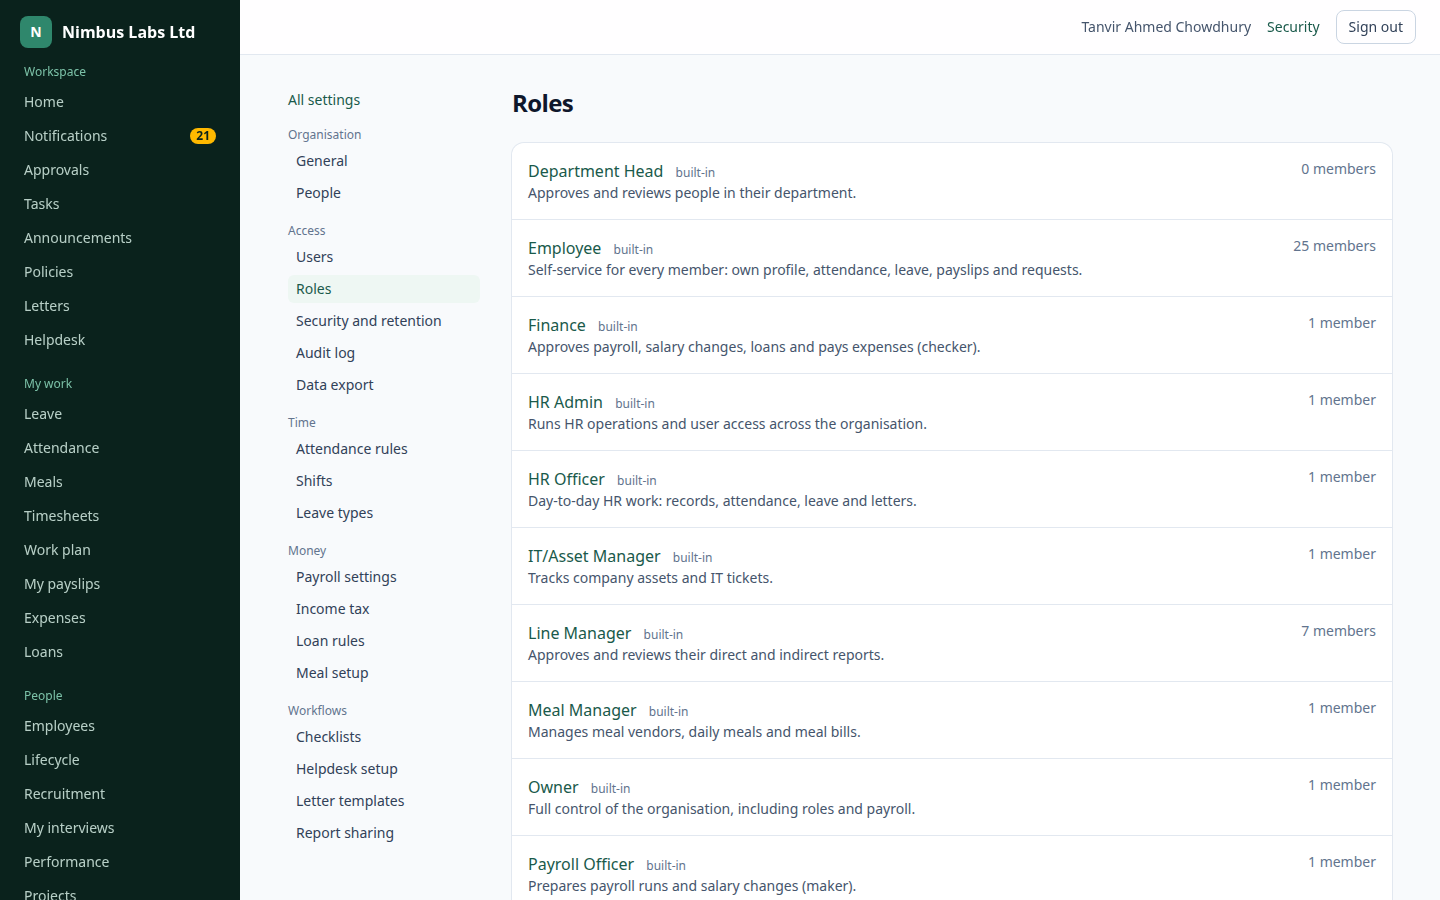 N Nimbus Labs Ltd
Workspace
Home
Notifications 21
Approvals
Tasks
Announcements
Policies
Letters
Helpdesk
My work
Leave
Attendance
Meals
Timesheets
Work plan
My payslips
Expenses
Loans
People
Employees
Lifecycle
Recruitment
My interviews
Performance
Projects
Tanvir Ahmed Chowdhury Security Sign out
All settings
Organisation
General
People
Access
Users
Roles
Security and retention
Audit log
Data export
Time
Attendance rules
Shifts
Leave types
Money
Payroll settings
Income tax
Loan rules
Meal setup
Workflows
Checklists
Helpdesk setup
Letter templates
Report sharing
Roles
Department Head built-in 0 members
Approves and reviews people in their department.
Employee built-in 25 members
Self-service for every member: own profile, attendance, leave, payslips and requests.
Finance built-in 1 member
Approves payroll, salary changes, loans and pays expenses (checker).
HR Admin built-in 1 member
Runs HR operations and user access across the organisation.
HR Officer built-in 1 member
Day-to-day HR work: records, attendance, leave and letters.
IT/Asset Manager built-in 1 member
Tracks company assets and IT tickets.
Line Manager built-in 7 members
Approves and reviews their direct and indirect reports.
Meal Manager built-in 1 member
Manages meal vendors, daily meals and meal bills.
Owner built-in 1 member
Full control of the organisation, including roles and payroll.
Payroll Officer built-in 1 member
Prepares payroll runs and salary changes (maker).